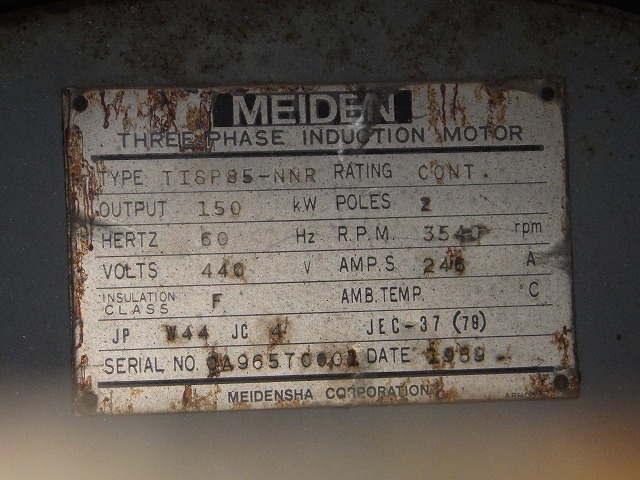 MEIDEN
THREE PHASE INDUCTION MOTOR
TYPE TI8P85-NNR RATING CONT.
OUTPUT 150 kW POLES 2
HERTZ 60 Hz R.P.M. 3540 rpm
VOLTS 440 V AMP.S 246 A
INSULATION CLASS F AMB.TEMP. °C
JP W44 JC 4 JEC-37 (79)
SERIAL NO. DATE 1989
MEIDENSHA CORPORATION